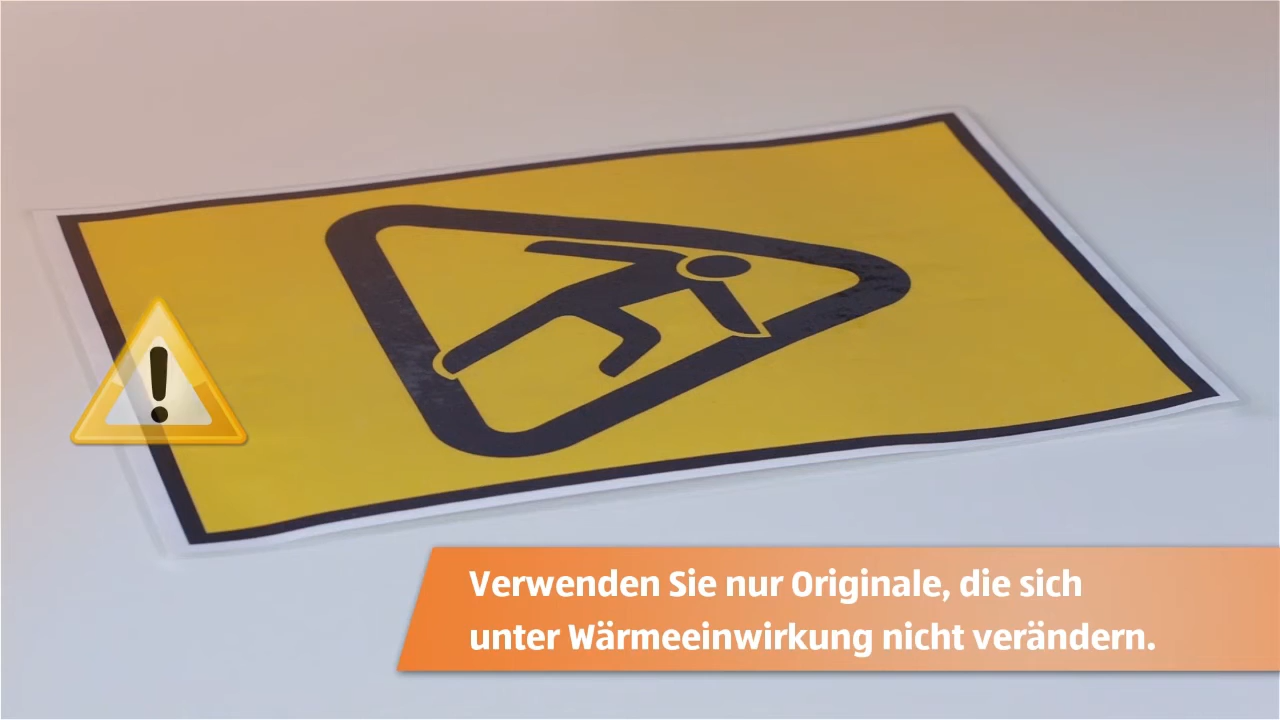 Verwenden Sie nur Originale, die sich
unter Wärmeeinwirkung nicht verändern.